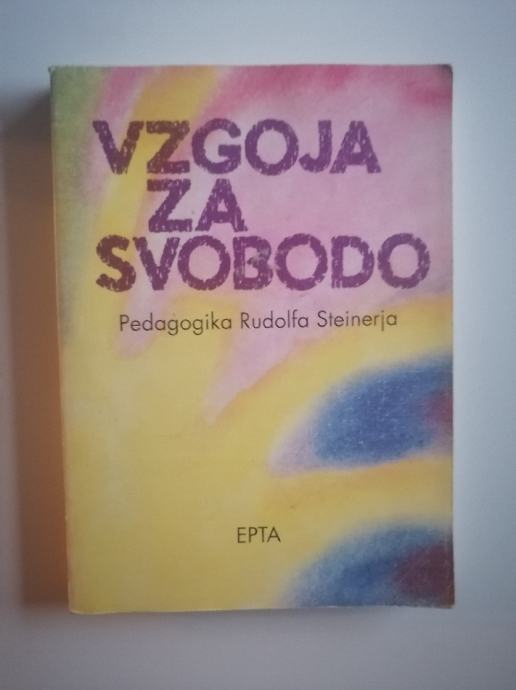 VZGOJA
ZA
SVOBODO
Pedagogika Rudolfa Steinerja
EPTA